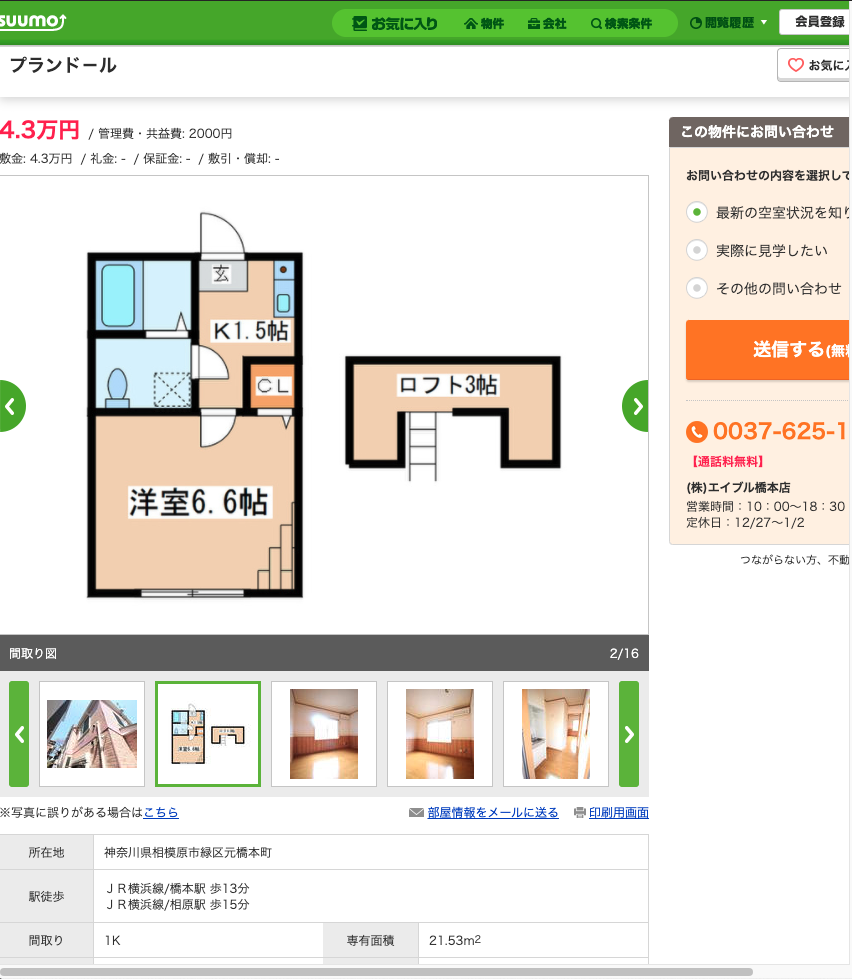 suumo
お気に入り 物件 会社 検索条件 閲覧履歴 会員登録
プランドール
お気に入
4.3万円 / 管理費・共益費: 2000円
敷金: 4.3万円 / 礼金: - / 保証金: - / 敷引・償却: -
玄
K1.5帖
CL
洋室6.6帖
ロフト3帖
間取り図 2/16
※写真に誤りがある場合はこちら
部屋情報をメールに送る 印刷用画面
所在地 神奈川県相模原市緑区元橋本町
駅徒歩 ＪＲ横浜線/橋本駅 歩13分
ＪＲ横浜線/相原駅 歩15分
間取り 1K 専有面積 21.53m2
この物件にお問い合わせ
お問い合わせの内容を選択して
最新の空室状況を知り
実際に見学したい
その他の問い合わせ
送信する(無料
0037-625-1
【通話料無料】
(株)エイブル橋本店
営業時間：10：00～18：30
定休日：12/27～1/2
つながらない方、不動